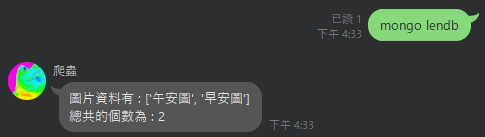 已讀 1
下午 4:33
mongo lendb
爬蟲
圖片資料有 : ['午安圖', '早安圖']
總共的個數為 : 2
下午 4:33